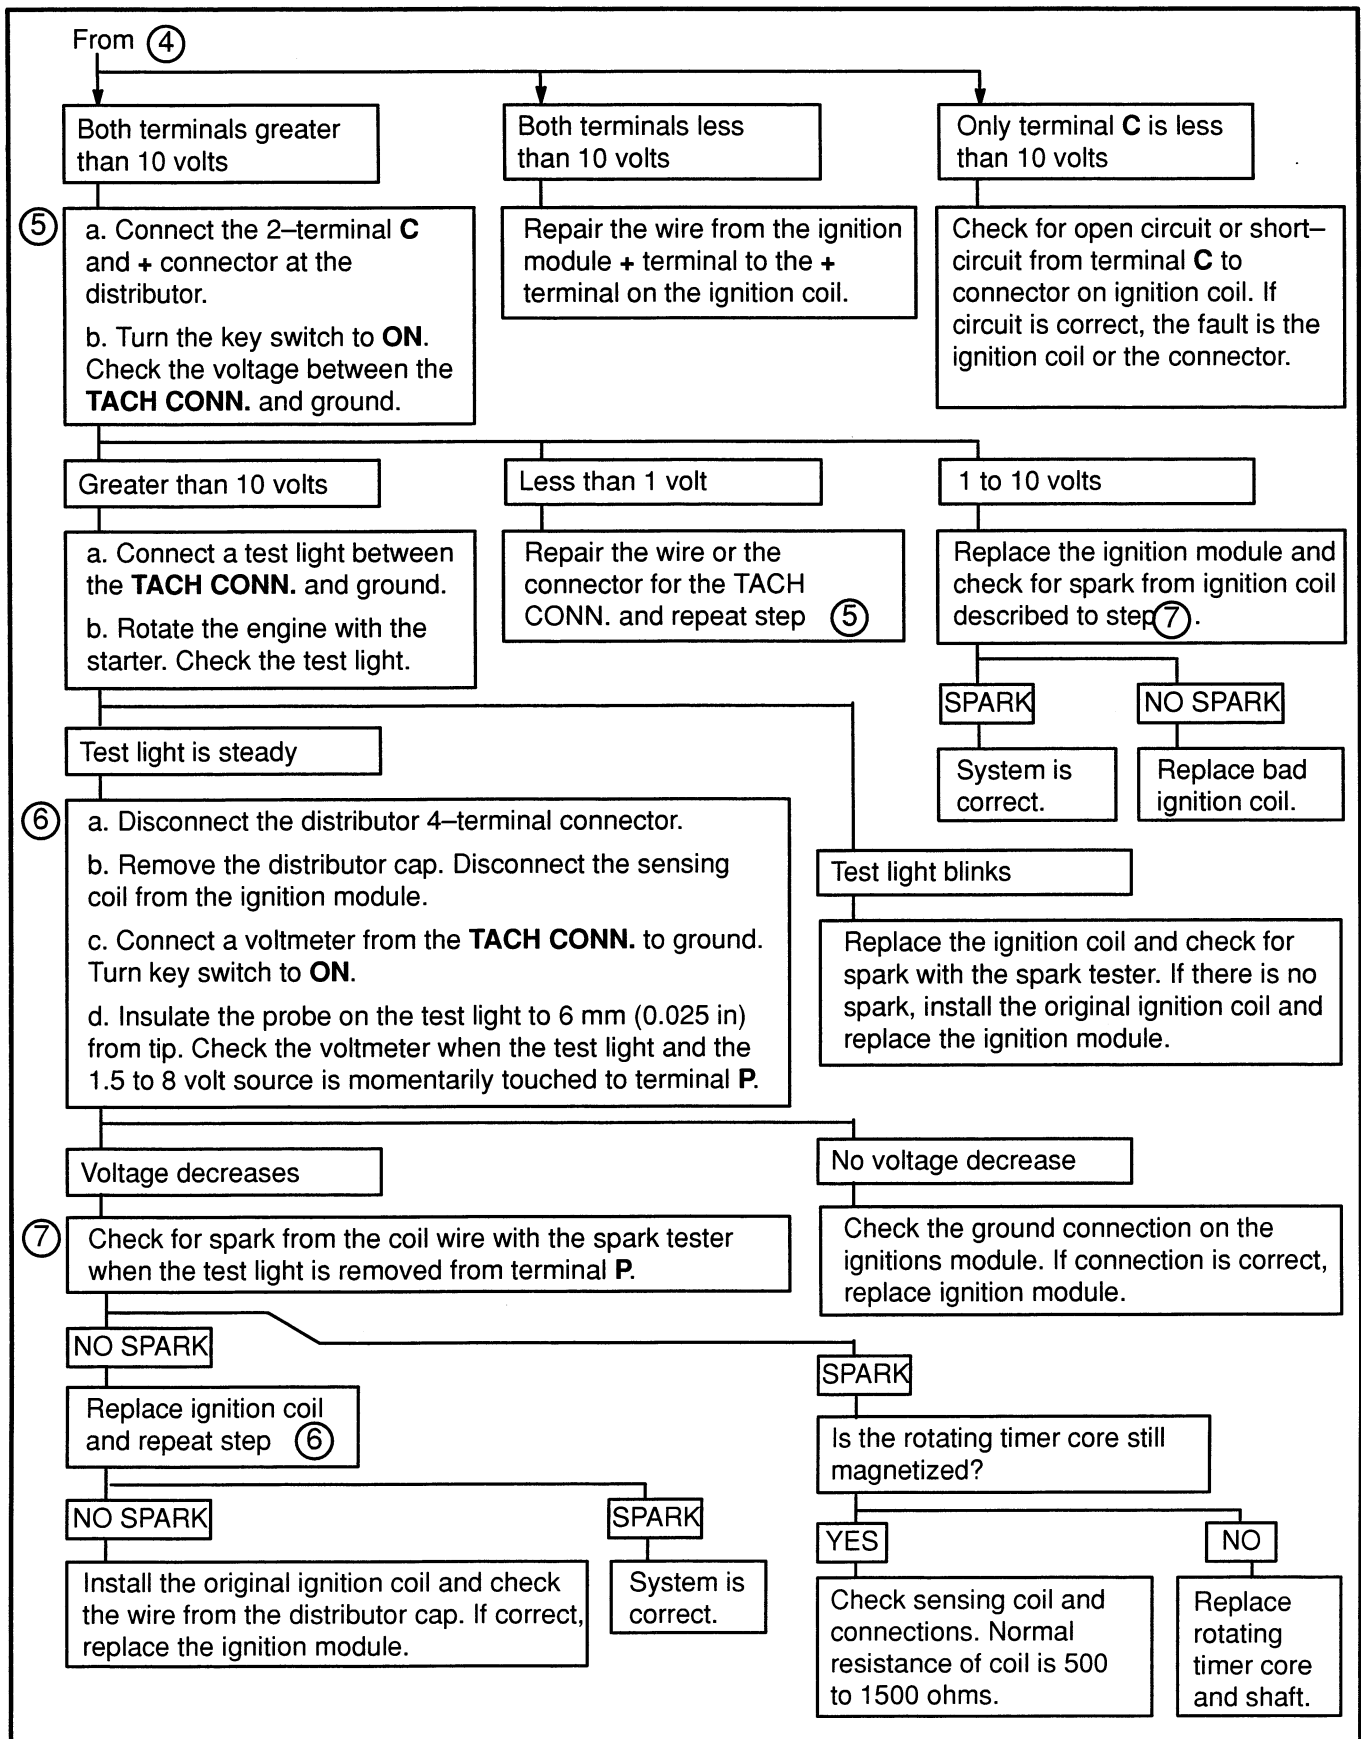 From 4
Both terminals greater
than 10 volts
Both terminals less
than 10 volts
Only terminal C is less
than 10 volts
5
a. Connect the 2–terminal C
and + connector at the
distributor.
b. Turn the key switch to ON.
Check the voltage between the
TACH CONN. and ground.
Repair the wire from the ignition
module + terminal to the +
terminal on the ignition coil.
Check for open circuit or short–
circuit from terminal C to
connector on ignition coil. If
circuit is correct, the fault is the
ignition coil or the connector.
Greater than 10 volts
Less than 1 volt
1 to 10 volts
a. Connect a test light between
the TACH CONN. and ground.
b. Rotate the engine with the
starter. Check the test light.
Repair the wire or the
connector for the TACH
CONN. and repeat step 5
Replace the ignition module and
check for spark from ignition coil
described to step 7 .
SPARK
NO SPARK
System is
correct.
Replace bad
ignition coil.
Test light is steady
6
a. Disconnect the distributor 4–terminal connector.
b. Remove the distributor cap. Disconnect the sensing
coil from the ignition module.
c. Connect a voltmeter from the TACH CONN. to ground.
Turn key switch to ON.
d. Insulate the probe on the test light to 6 mm (0.025 in)
from tip. Check the voltmeter when the test light and the
1.5 to 8 volt source is momentarily touched to terminal P.
Test light blinks
Replace the ignition coil and check for
spark with the spark tester. If there is no
spark, install the original ignition coil and
replace the ignition module.
Voltage decreases
No voltage decrease
7
Check for spark from the coil wire with the spark tester
when the test light is removed from terminal P.
Check the ground connection on the
ignitions module. If connection is correct,
replace ignition module.
NO SPARK
SPARK
Replace ignition coil
and repeat step 6
Is the rotating timer core still
magnetized?
NO SPARK
SPARK
YES
NO
Install the original ignition coil and check
the wire from the distributor cap. If correct,
replace the ignition module.
System is
correct.
Check sensing coil and
connections. Normal
resistance of coil is 500
to 1500 ohms.
Replace
rotating
timer core
and shaft.